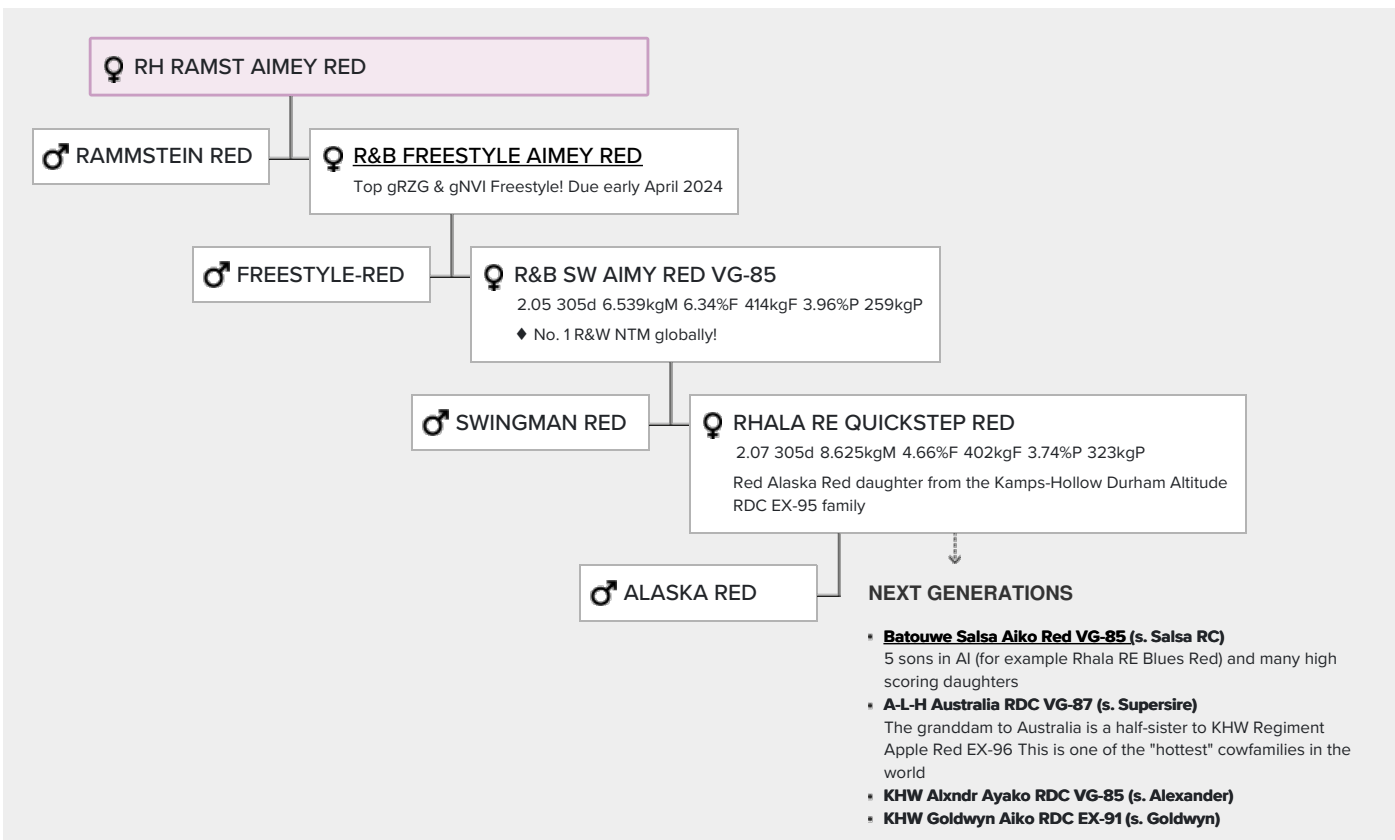 RH RAMST AIMEY RED
RAMMSTEIN RED
R&B FREESTYLE AIMEY RED
Top gRZG & gNVI Freestyle! Due early April 2024
FREESTYLE-RED
R&B SW AIMY RED VG-85
2.05 305d 6.539kgM 6.34%F 414kgF 3.96%P 259kgP
♦ No. 1 R&W NTM globally!
SWINGMAN RED
RHALA RE QUICKSTEP RED
2.07 305d 8.625kgM 4.66%F 402kgF 3.74%P 323kgP
Red Alaska Red daughter from the Kamps-Hollow Durham Altitude
RDC EX-95 family
ALASKA RED
NEXT GENERATIONS
Batouwe Salsa Aiko Red VG-85 (s. Salsa RC)
5 sons in AI (for example Rhala RE Blues Red) and many high
scoring daughters
A-L-H Australia RDC VG-87 (s. Supersire)
The granddam to Australia is a half-sister to KHW Regiment
Apple Red EX-96 This is one of the "hottest" cowfamilies in the
world
KHW Alxndr Ayako RDC VG-85 (s. Alexander)
KHW Goldwyn Aiko RDC EX-91 (s. Goldwyn)